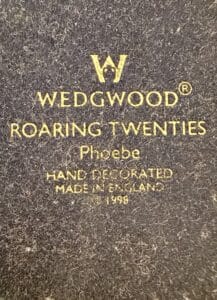 WEDGWOOD®
ROARING TWENTIES
Phoebe
HAND DECORATED
MADE IN ENGLAND
1998